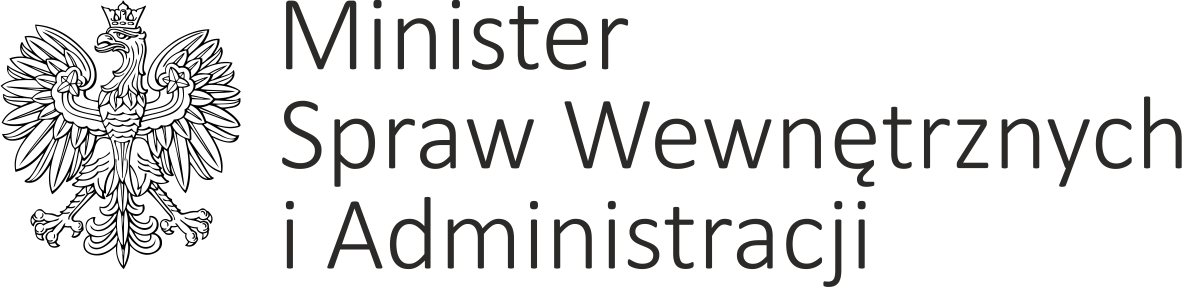 Minister
Spraw Wewnętrznych
i Administracji